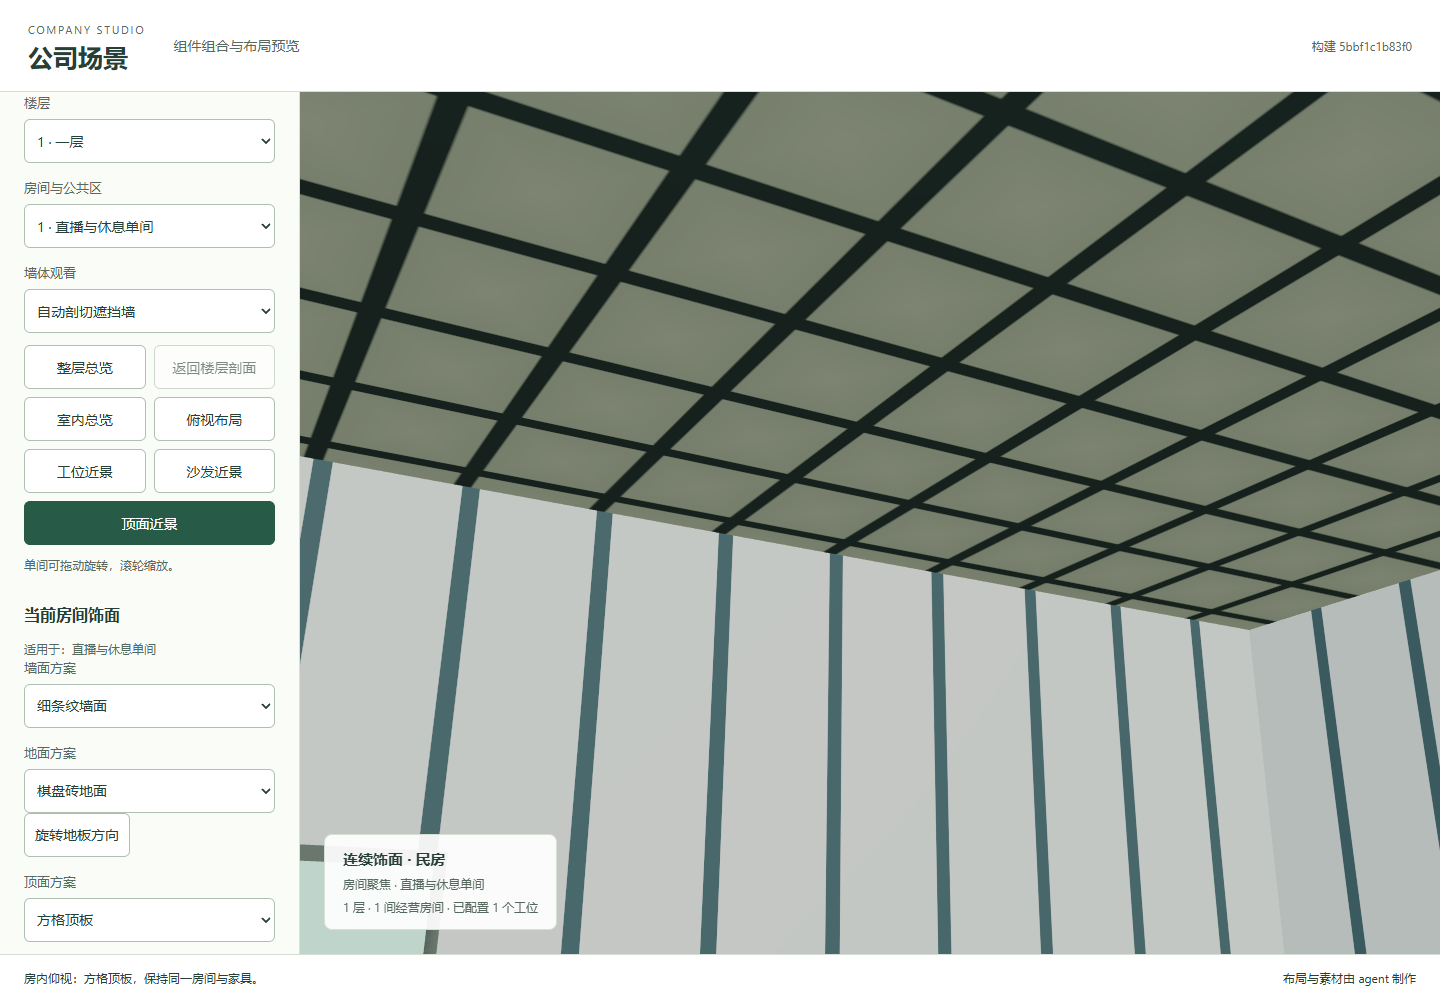 COMPANY STUDIO
公司场景
组件组合与布局预览
构建 5bbf1c1b83f0
楼层
1 · 一层
房间与公共区
1 · 直播与休息单间
墙体观看
自动剖切遮挡墙
整层总览
返回楼层剖面
室内总览
俯视布局
工位近景
沙发近景
顶面近景
单间可拖动旋转，滚轮缩放。
当前房间饰面
适用于：直播与休息单间
墙面方案
细条纹墙面
地面方案
棋盘砖地面
旋转地板方向
顶面方案
方格顶板
连续饰面 · 民房
房间聚焦 · 直播与休息单间
1 层 · 1 间经营房间 · 已配置 1 个工位
房内仰视：方格顶板，保持同一房间与家具。
布局与素材由 agent 制作